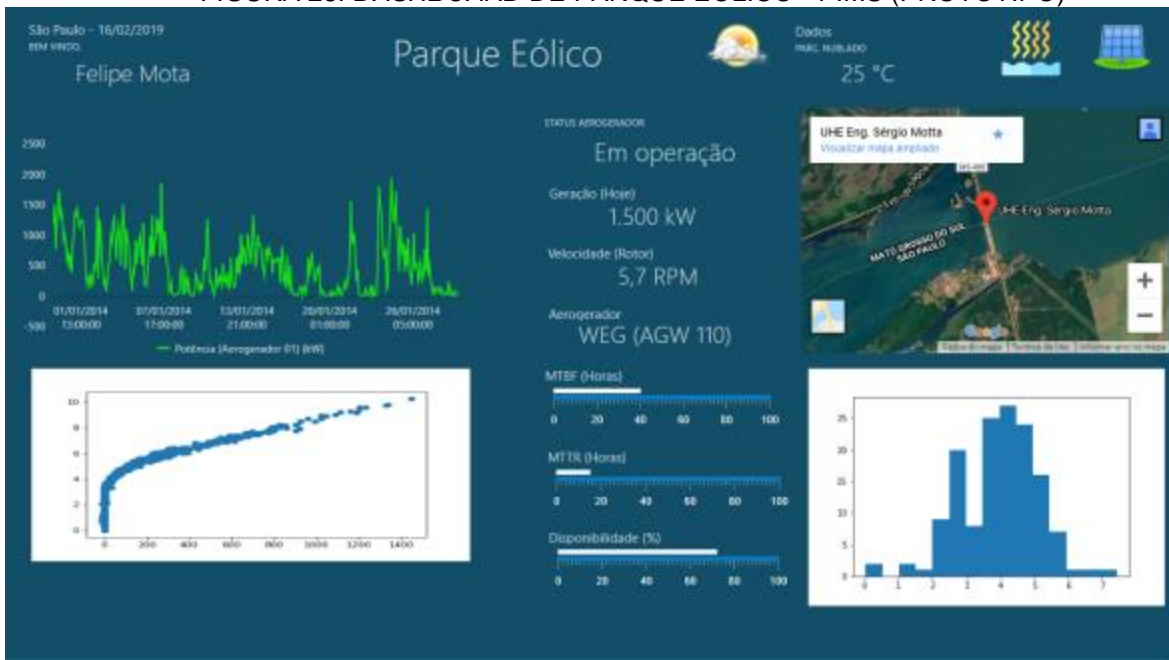 São Paulo - 16/02/2019
BEM VINDO,
Felipe Mota
Parque Eólico
Dados
PARC. NUBLADO
25 °C
2500
2000
1500
1000
500
0
-500
01/01/2014 13:00:00
07/01/2014 17:00:00
13/01/2014 21:00:00
20/01/2014 01:00:00
26/01/2014 05:00:00
Potência (Aerogerador 01) (kW)
STATUS AEROGERADOR
Em operação
Geração (Hoje)
1.500 kW
Velocidade (Rotor)
5,7 RPM
Aerogerador
WEG (AGW 110)
MTBF (Horas)
0 20 40 60 80 100
MTTR (Horas)
0 20 40 60 80 100
Disponibilidade (%)
0 20 40 60 80 100
UHE Eng. Sérgio Motta
Visualizar mapa ampliado
UHE Eng. Sérgio Motta
MATO GROSSO DO SUL
SÃO PAULO
+
−
Google
10
8
6
4
2
0
0 200 400 600 800 1000 1200 1400
25
20
15
10
5
0
0 1 2 3 4 5 6 7